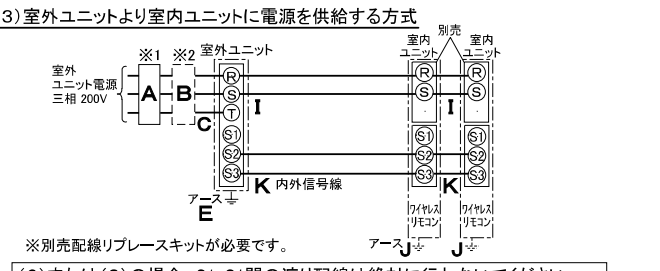 3)室外ユニットより室内ユニットに電源を供給する方式
別売
※1 ※2 室外ユニット 室内ユニット 室内ユニット
室外
ユニット電源
三相 200V
A B C
R S T S1 S2 S3
I
R S S1 S2 S3
I
R S S1 S2 S3
K 内外信号線
K
アース
E
ワイヤレス
リモコン
ワイヤレス
リモコン
※別売配線リプレースキットが必要です。
アース J J